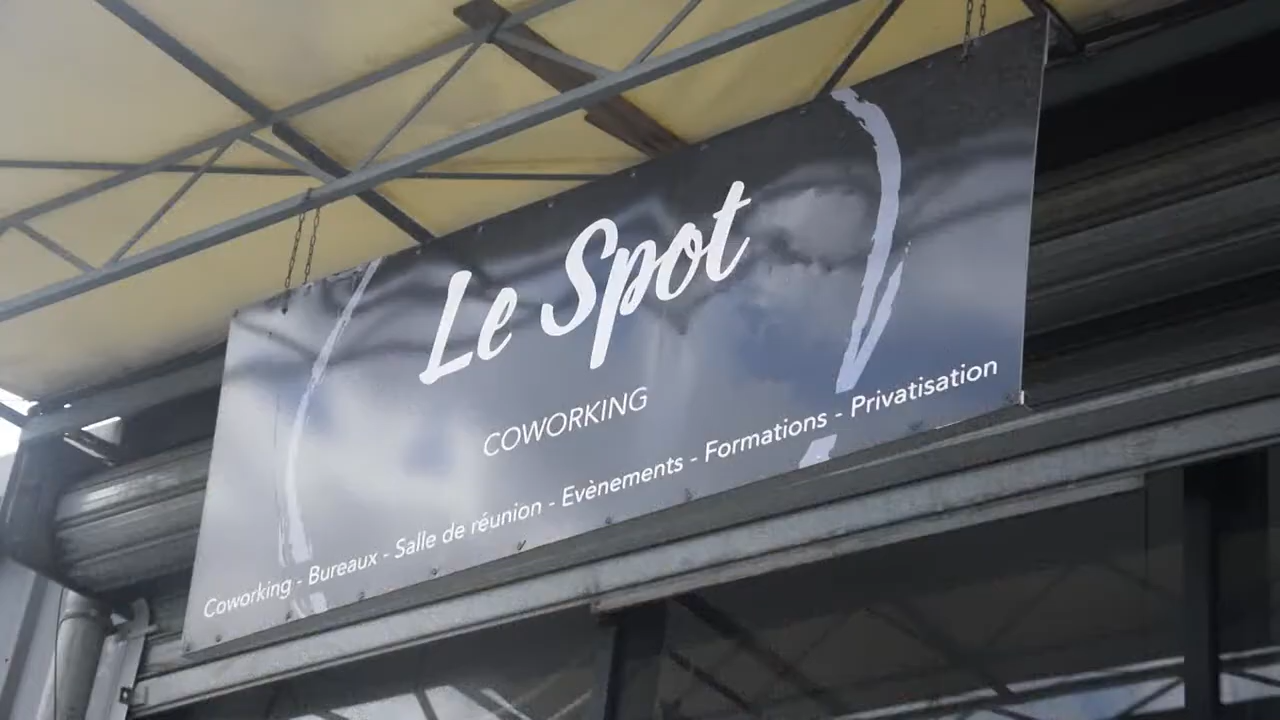 Le Spot
COWORKING
Coworking - Bureaux - Salle de réunion - Evènements - Formations - Privatisation